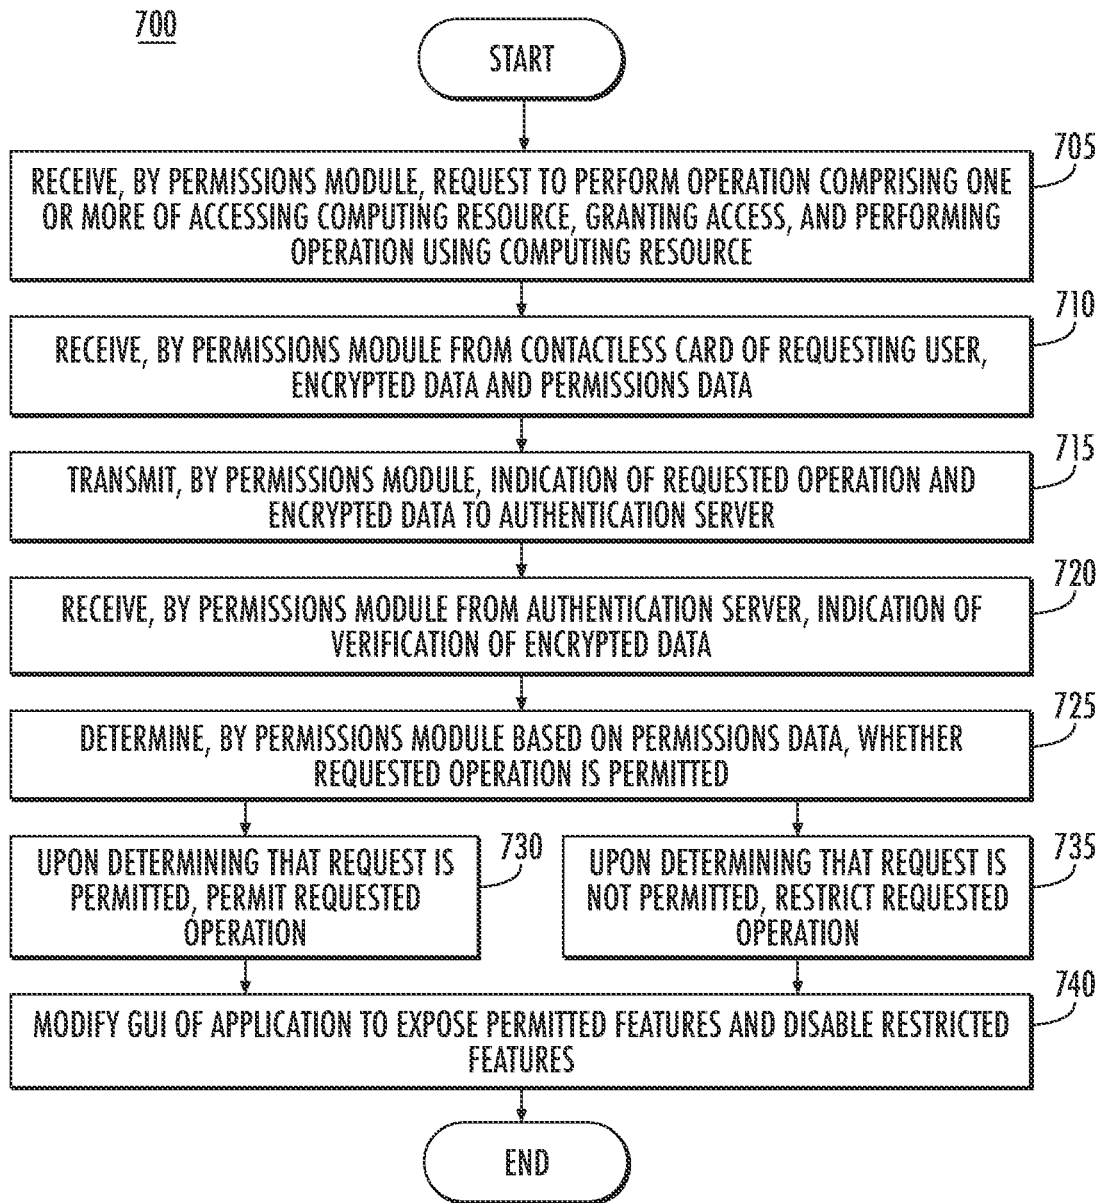 700
START
705
RECEIVE, BY PERMISSIONS MODULE, REQUEST TO PERFORM OPERATION COMPRISING ONE
OR MORE OF ACCESSING COMPUTING RESOURCE, GRANTING ACCESS, AND PERFORMING
OPERATION USING COMPUTING RESOURCE
710
RECEIVE, BY PERMISSIONS MODULE FROM CONTACTLESS CARD OF REQUESTING USER,
ENCRYPTED DATA AND PERMISSIONS DATA
715
TRANSMIT, BY PERMISSIONS MODULE, INDICATION OF REQUESTED OPERATION AND
ENCRYPTED DATA TO AUTHENTICATION SERVER
720
RECEIVE, BY PERMISSIONS MODULE FROM AUTHENTICATION SERVER, INDICATION OF
VERIFICATION OF ENCRYPTED DATA
725
DETERMINE, BY PERMISSIONS MODULE BASED ON PERMISSIONS DATA, WHETHER
REQUESTED OPERATION IS PERMITTED
730
UPON DETERMINING THAT REQUEST IS
PERMITTED, PERMIT REQUESTED
OPERATION
735
UPON DETERMINING THAT REQUEST IS
NOT PERMITTED, RESTRICT REQUESTED
OPERATION
740
MODIFY GUI OF APPLICATION TO EXPOSE PERMITTED FEATURES AND DISABLE RESTRICTED
FEATURES
END